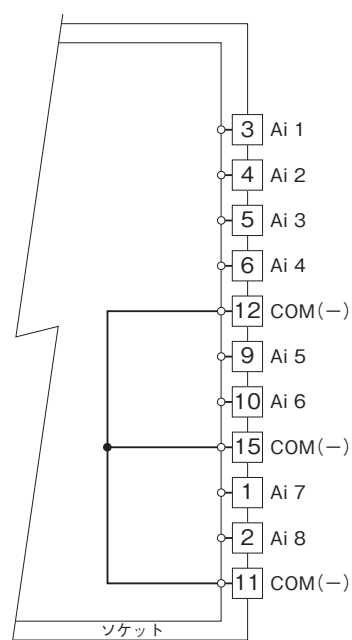 3 Ai 1
4 Ai 2
5 Ai 3
6 Ai 4
12 COM(−)
9 Ai 5
10 Ai 6
15 COM(−)
1 Ai 7
2 Ai 8
11 COM(−)
ソケット